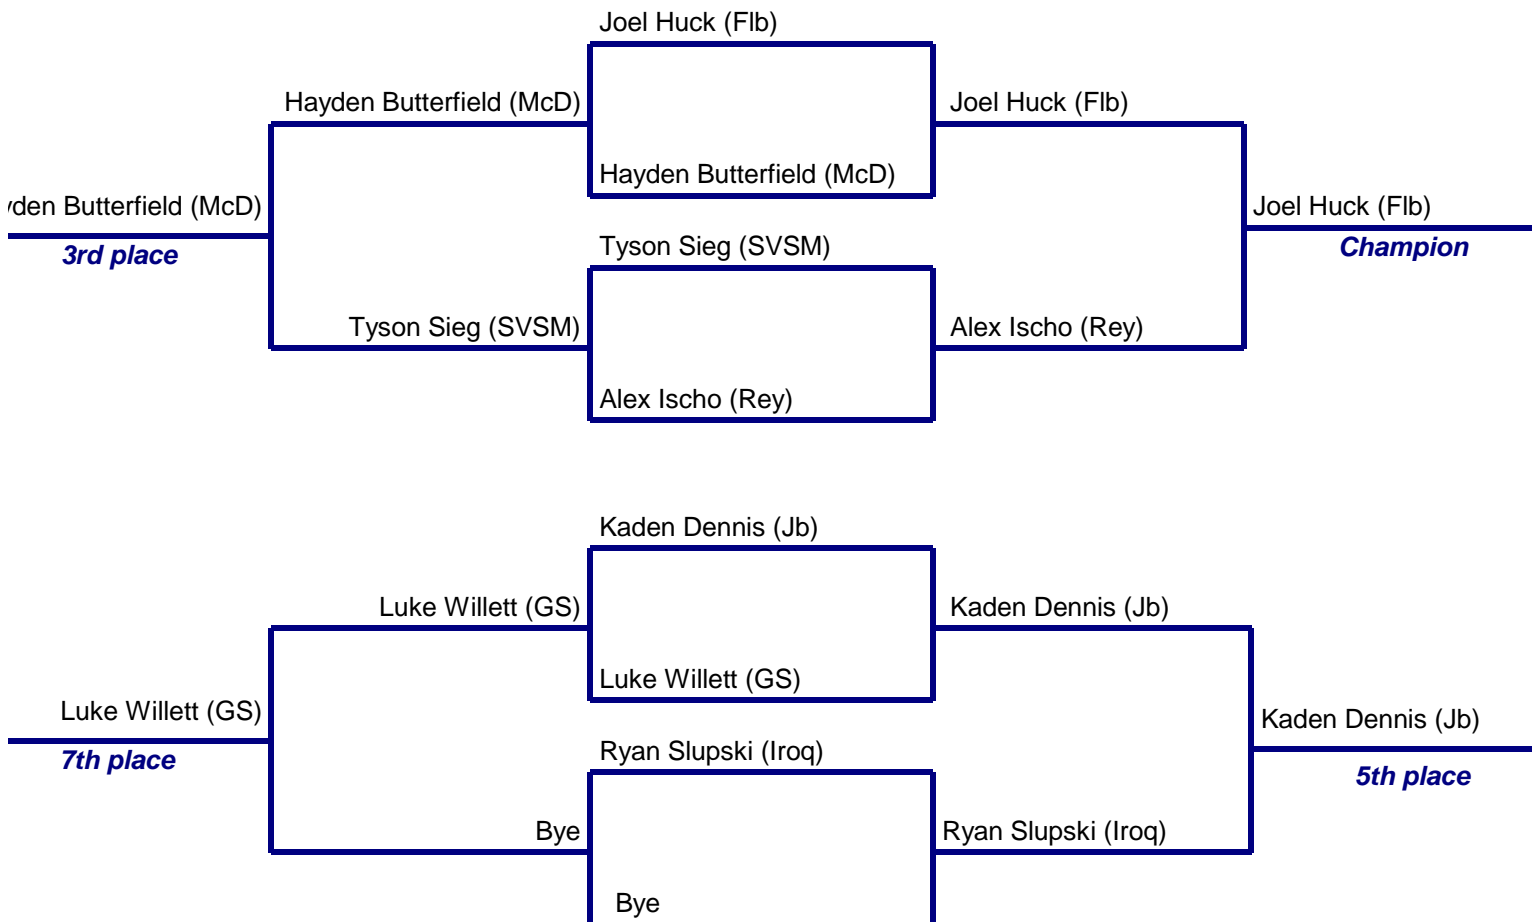 Joel Huck (Flb)
Hayden Butterfield (McD)
Joel Huck (Flb)
Hayden Butterfield (McD)
Butterfield (McD)
Joel Huck (Flb)
3rd place
Tyson Sieg (SVSM)
Champion
Tyson Sieg (SVSM)
Alex Ischo (Rey)
Alex Ischo (Rey)
Kaden Dennis (Jb)
Luke Willett (GS)
Kaden Dennis (Jb)
Luke Willett (GS)
Luke Willett (GS)
Kaden Dennis (Jb)
7th place
Ryan Slupski (Iroq)
5th place
Bye
Ryan Slupski (Iroq)
Bye